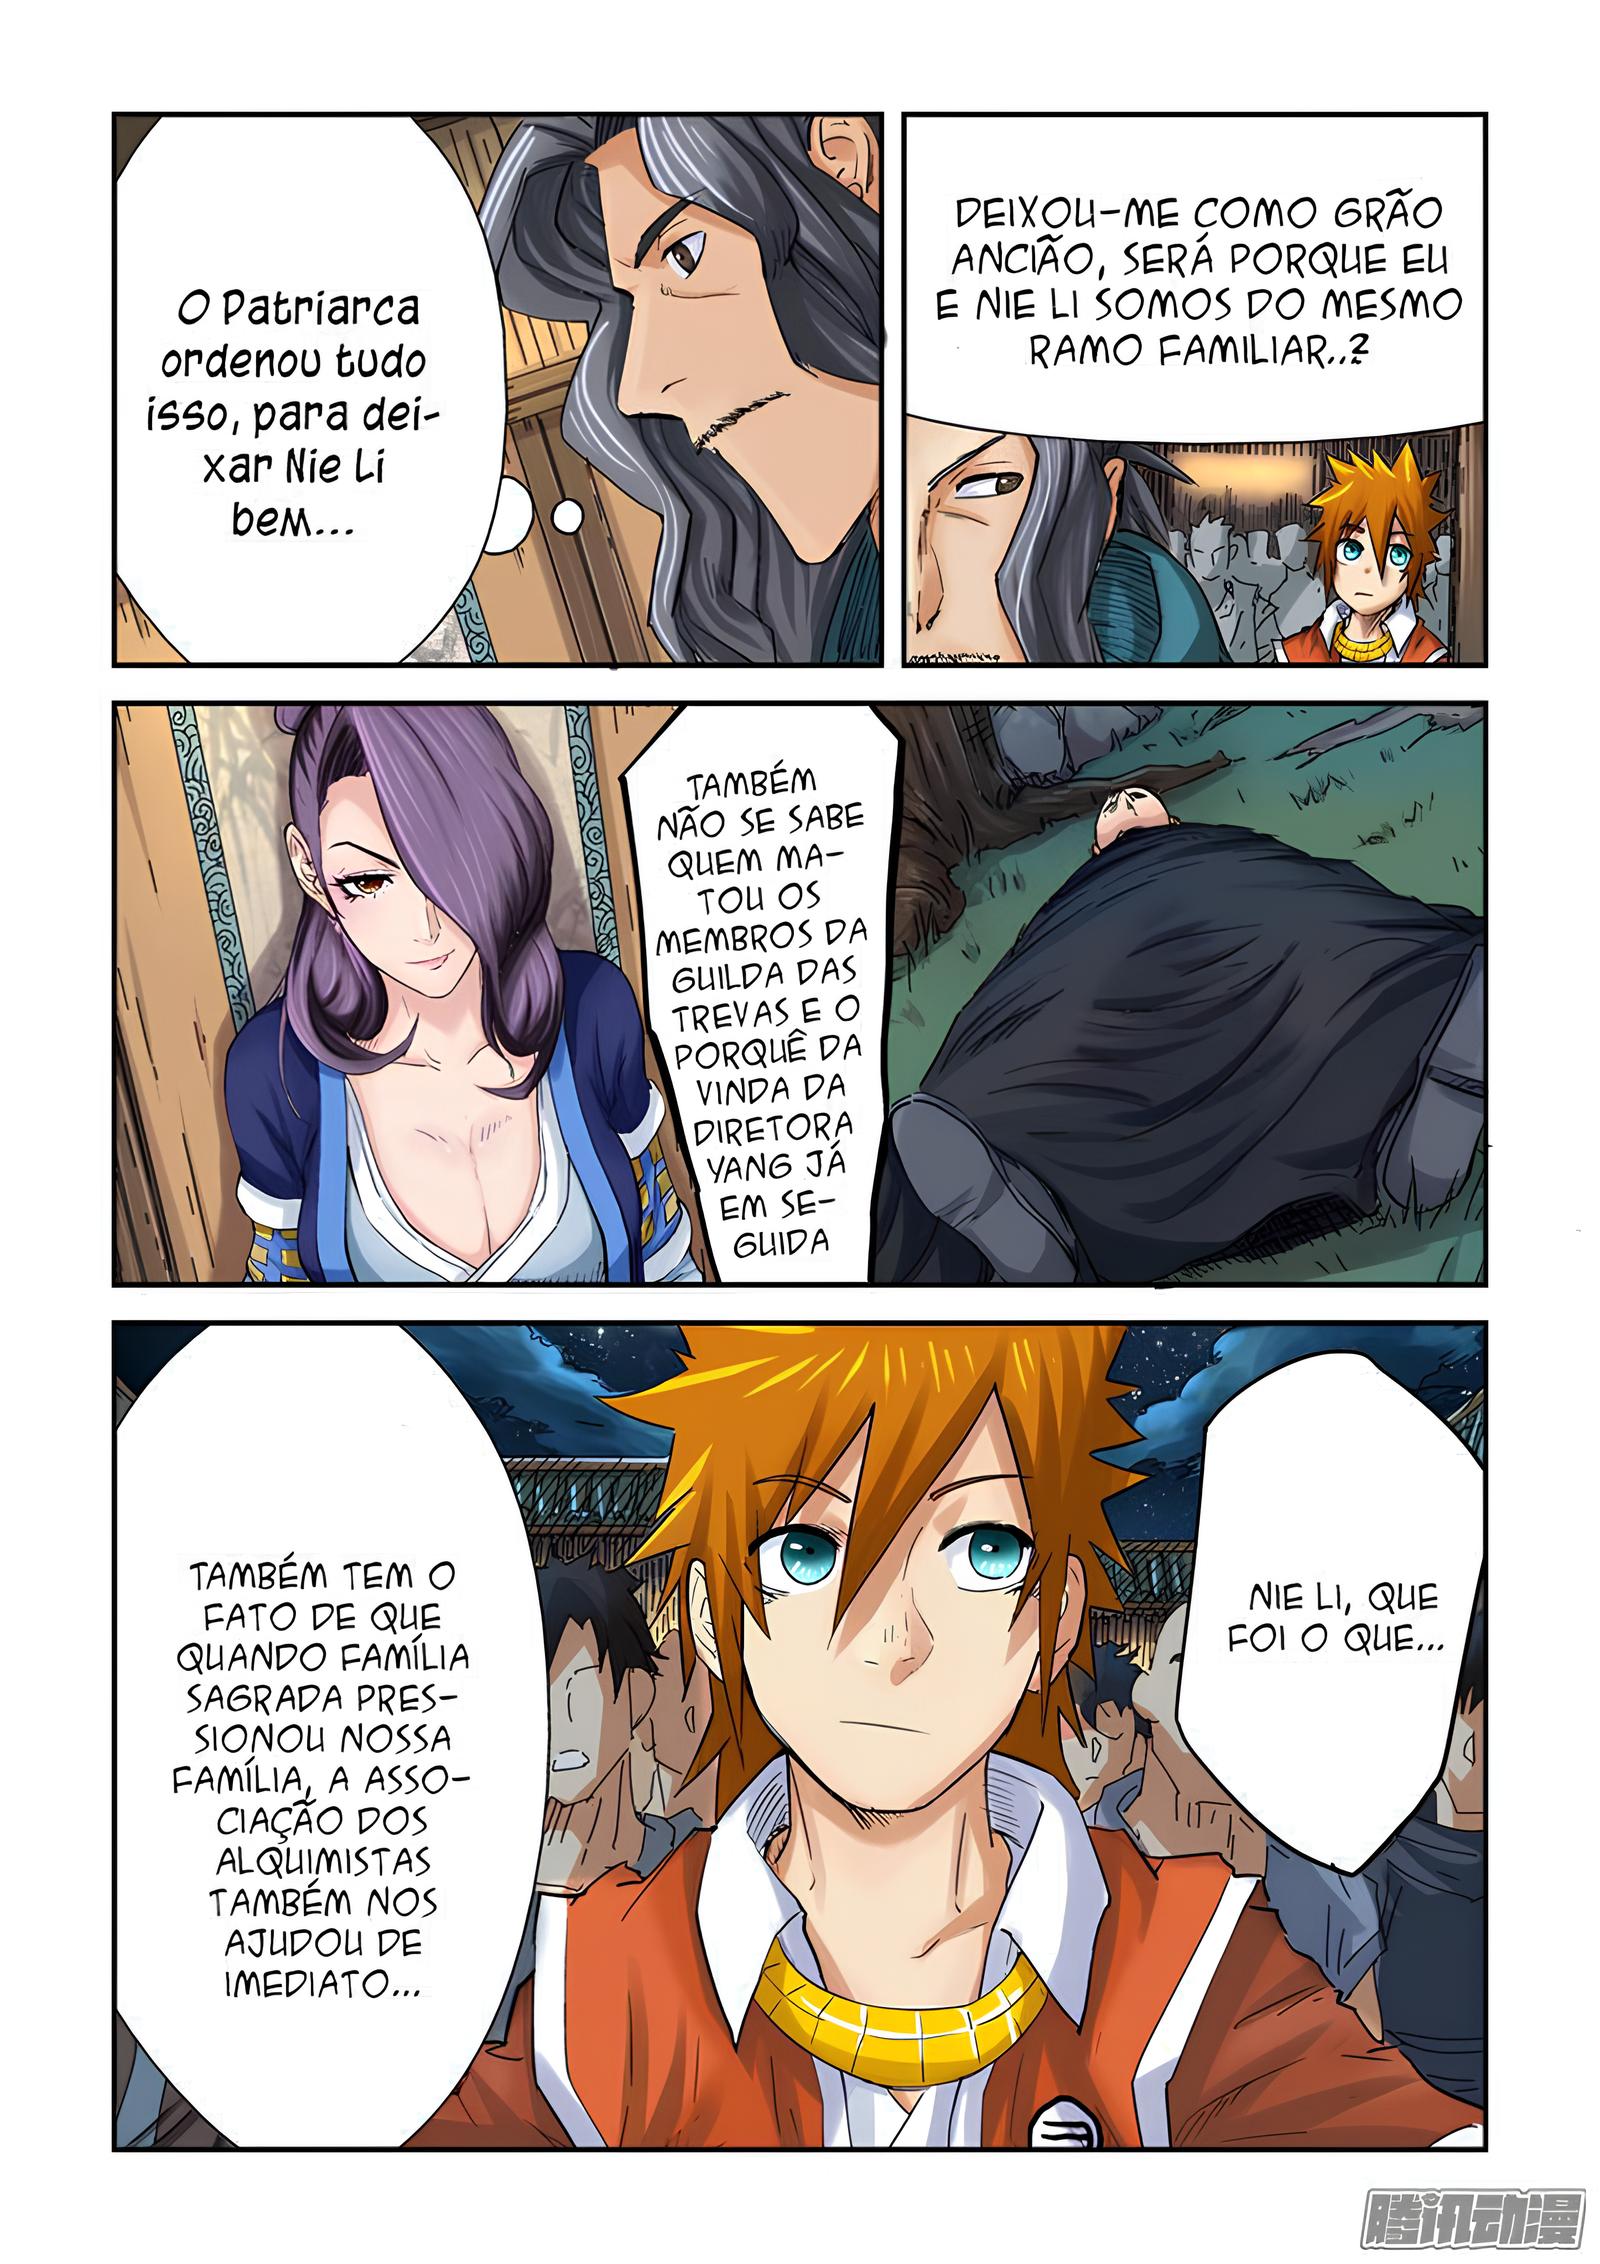 O Patriarca
ordenou tudo
isso, para dei-
xar Nie Li
bem...
DEIXOU-ME COMO GRÃO
ANCIÃO, SERÁ PORQUE EU
E NIE LI SOMOS DO MESMO
RAMO FAMILIAR..?
TAMBÉM
NÃO SE SABE
QUEM MA-
TOU OS
MEMBROS DA
GUILDA DAS
TREVAS E O
PORQUÊ DA
VINDA DA
DIRETORA
YANG JÁ
EM SE-
GUIDA
TAMBÉM TEM O
FATO DE QUE
QUANDO FAMÍLIA
SAGRADA PRES-
SIONOU NOSSA
FAMÍLIA, A ASSO-
CIAÇÃO DOS
ALQUIMISTAS
TAMBÉM NOS
AJUDOU DE
IMEDIATO...
NIE LI, QUE
FOI O QUE...
腾讯动漫